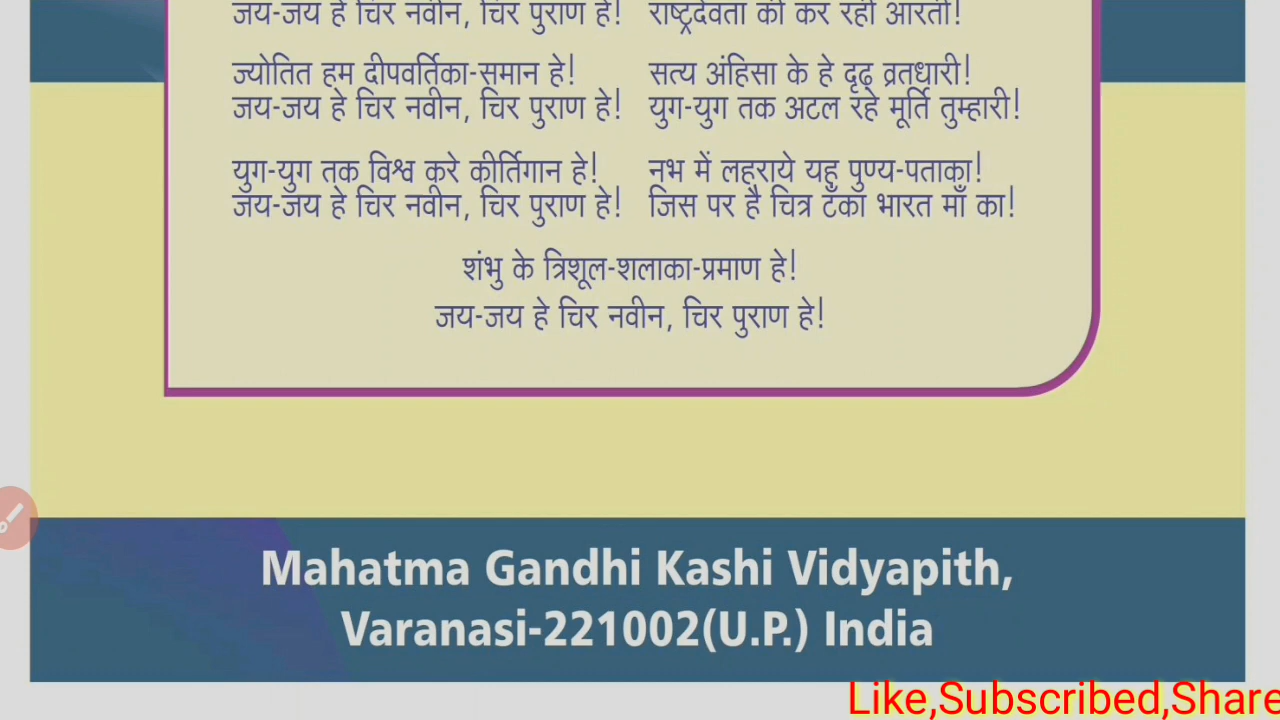 जय-जय हे चिर नवीन, चिर पुराण हे! राष्ट्रदेवता की कर रही आरती!
ज्योतित हम दीपवर्तिका-समान हे! सत्य अंहिसा के हे दृढ़ व्रतधारी!
जय-जय हे चिर नवीन, चिर पुराण हे! युग-युग तक अटल रहे मूर्ति तुम्हारी!
युग-युग तक विश्व करे कीर्तिगान हे! नभ में लहराये यह पुण्य-पताका!
जय-जय हे चिर नवीन, चिर पुराण हे! जिस पर है चित्र टँका भारत माँ का!
शंभु के त्रिशूल-शलाका-प्रमाण हे!
जय-जय हे चिर नवीन, चिर पुराण हे!
Mahatma Gandhi Kashi Vidyapith,
Varanasi-221002(U.P.) India
Like,Subscribed,Share